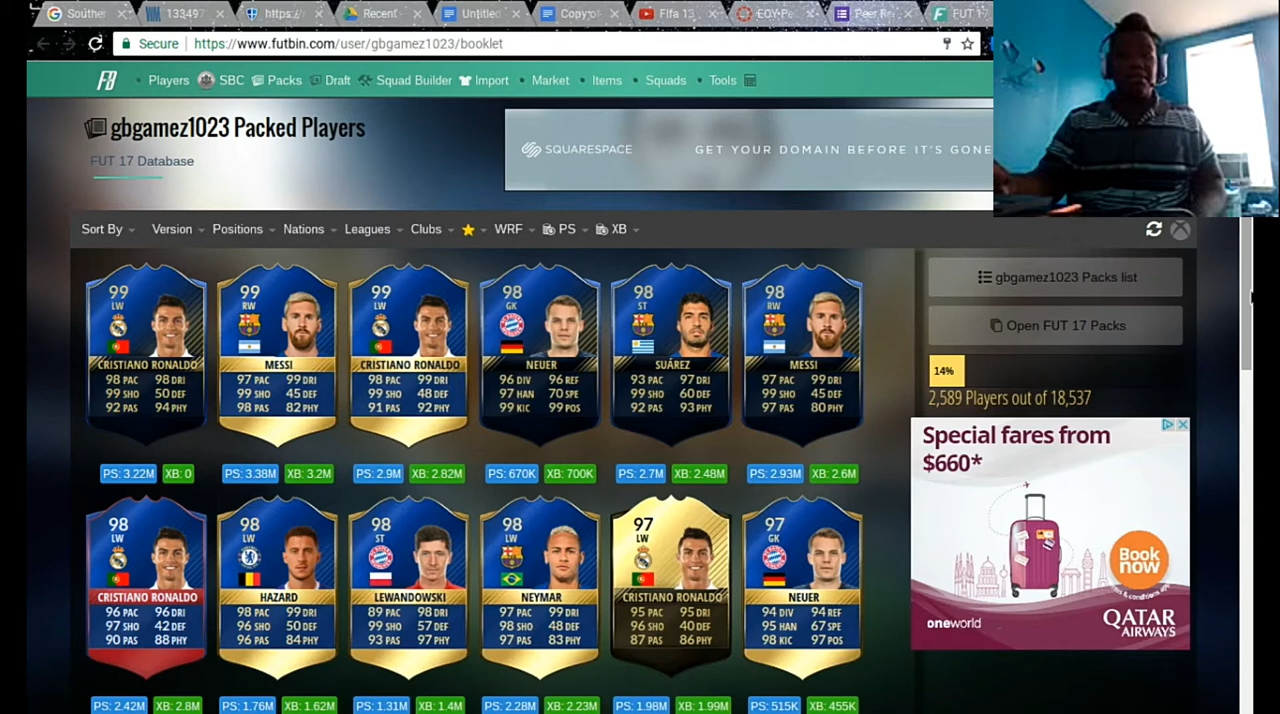 Souther
133497
https:/
Recent
Untitled
Copy of
Fifa 13
EOY Pe
Peer Re
FUT 17
Secure https://www.futbin.com/user/gbgamez1023/booklet
FB Players SBC Packs Draft Squad Builder Import Market Items Squads Tools
gbgamez1023 Packed Players
FUT 17 Database
SQUARESPACE GET YOUR DOMAIN BEFORE IT'S GONE
Sort By Version Positions Nations Leagues Clubs WRF PS XB
99
LW
CRISTIANO RONALDO
98 PAC 98 DRI
99 SHO 50 DEF
92 PAS 94 PHY
PS: 3.22M XB: 0
99
RW
MESSI
97 PAC 99 DRI
99 SHO 45 DEF
98 PAS 82 PHY
PS: 3.38M XB: 3.2M
99
LW
CRISTIANO RONALDO
98 PAC 99 DRI
99 SHO 48 DEF
91 PAS 92 PHY
PS: 2.9M XB: 2.82M
98
GK
NEUER
96 DIV 96 REF
97 HAN 70 SPE
99 KIC 99 POS
PS: 670K XB: 700K
98
ST
SUÁREZ
93 PAC 97 DRI
99 SHO 60 DEF
92 PAS 93 PHY
PS: 2.7M XB: 2.48M
98
RW
MESSI
97 PAC 99 DRI
99 SHO 45 DEF
97 PAS 80 PHY
PS: 2.93M XB: 2.6M
98
LW
CRISTIANO RONALDO
96 PAC 96 DRI
97 SHO 42 DEF
90 PAS 88 PHY
PS: 2.42M XB: 2.8M
98
LW
HAZARD
98 PAC 99 DRI
96 SHO 50 DEF
96 PAS 84 PHY
PS: 1.76M XB: 1.62M
98
ST
LEWANDOWSKI
89 PAC 98 DRI
99 SHO 57 DEF
93 PAS 97 PHY
PS: 1.31M XB: 1.4M
98
LW
NEYMAR
97 PAC 99 DRI
98 SHO 48 DEF
97 PAS 83 PHY
PS: 2.28M XB: 2.23M
97
LW
CRISTIANO RONALDO
95 PAC 95 DRI
96 SHO 40 DEF
87 PAS 86 PHY
PS: 1.98M XB: 1.99M
97
GK
NEUER
94 DIV 94 REF
95 HAN 67 SPE
98 KIC 97 POS
PS: 515K XB: 455K
gbgamez1023 Packs list
Open FUT 17 Packs
14%
2,589 Players out of 18,537
Special fares from
$660*
Book
now
oneworld
QATAR
AIRWAYS